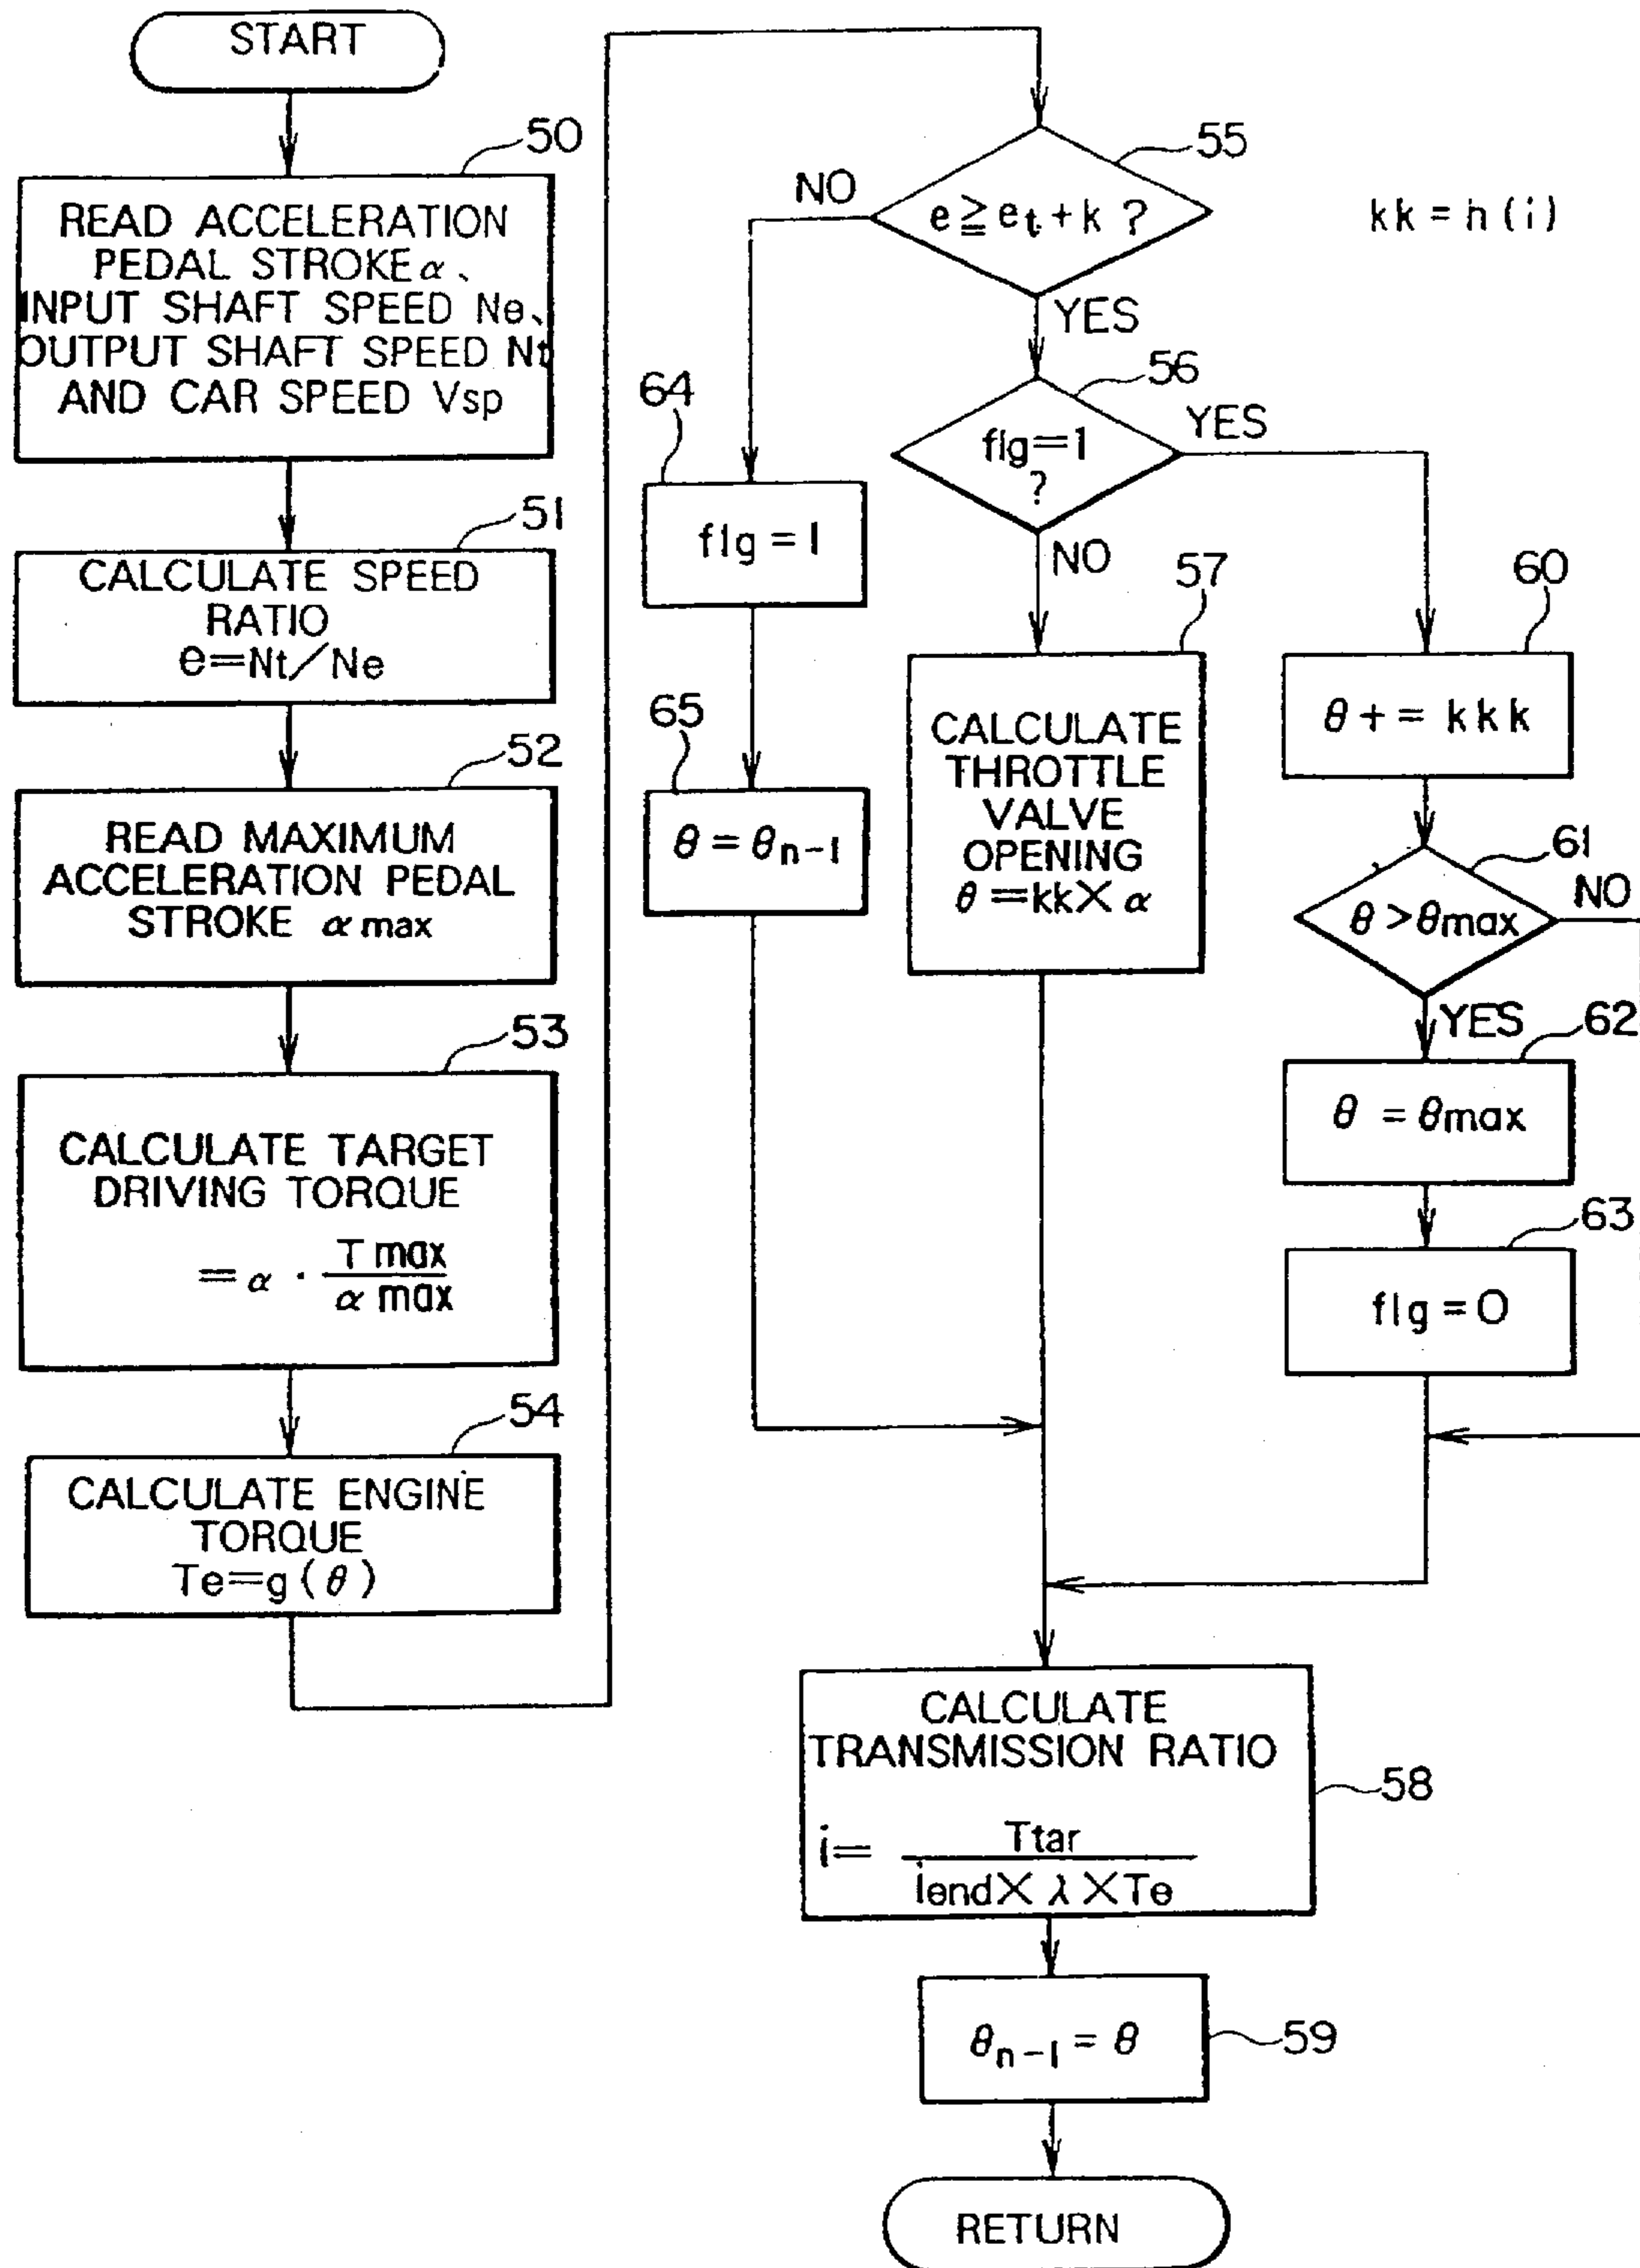 START
50
READ ACCELERATION
PEDAL STROKE α、
INPUT SHAFT SPEED Ne、
OUTPUT SHAFT SPEED Nt
AND CAR SPEED Vsp
51
CALCULATE SPEED
RATIO
e=Nt/Ne
52
READ MAXIMUM
ACCELERATION PEDAL
STROKE α max
53
CALCULATE TARGET
DRIVING TORQUE
= α · T max / α max
54
CALCULATE ENGINE
TORQUE
Te=g(θ)
55
e ≧ et + k ?
kk = h(i)
NO
YES
56
flg=1
?
YES
NO
64
flg = 1
65
θ = θn-1
57
CALCULATE
THROTTLE
VALVE
OPENING
θ = kk × α
60
θ + = kkk
61
θ > θmax
NO
YES
62
θ = θmax
63
flg = 0
58
CALCULATE
TRANSMISSION RATIO
i= Ttar / iend × λ × Te
59
θn-1 = θ
RETURN